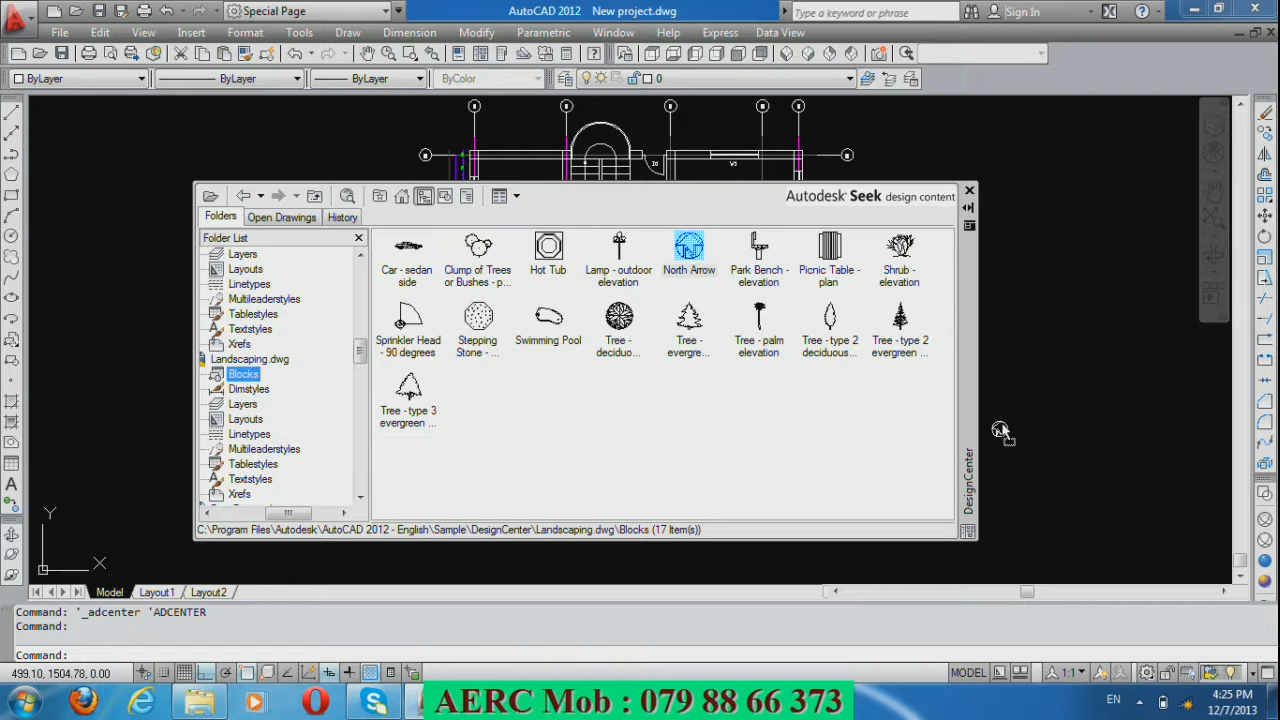 Special Page
AutoCAD 2012 New project.dwg
Type a keyword or phrase
Sign In
File Edit View Insert Format Tools Draw Dimension Modify Parametric Window Help Express Data View
ByLayer
ByLayer
ByLayer
ByColor
0
Autodesk Seek design content
Folders Open Drawings History
Folder List
Layers
Layouts
Linetypes
Multileaderstyles
Tablestyles
Textstyles
Xrefs
Landscaping.dwg
Blocks
Dimstyles
Layers
Layouts
Linetypes
Multileaderstyles
Tablestyles
Textstyles
Xrefs
Car - sedan side
Clump of Trees or Bushes - p...
Hot Tub
Lamp - outdoor elevation
North Arrow
Park Bench - elevation
Picnic Table - plan
Shrub - elevation
Sprinkler Head - 90 degrees
Stepping Stone - ...
Swimming Pool
Tree - deciduo...
Tree - evergre...
Tree - palm elevation
Tree - type 2 deciduous...
Tree - type 2 evergreen ...
Tree - type 3 evergreen ...
DesignCenter
C:\Program Files\Autodesk\AutoCAD 2012 - English\Sample\DesignCenter\Landscaping.dwg\Blocks (17 Item(s))
Y
X
Model Layout1 Layout2
Command: '_adcenter 'ADCENTER
Command:
Command:
499.10, 1504.78, 0.00
MODEL
1:1
AERC Mob : 079 88 66 373
EN
4:25 PM
12/7/2013